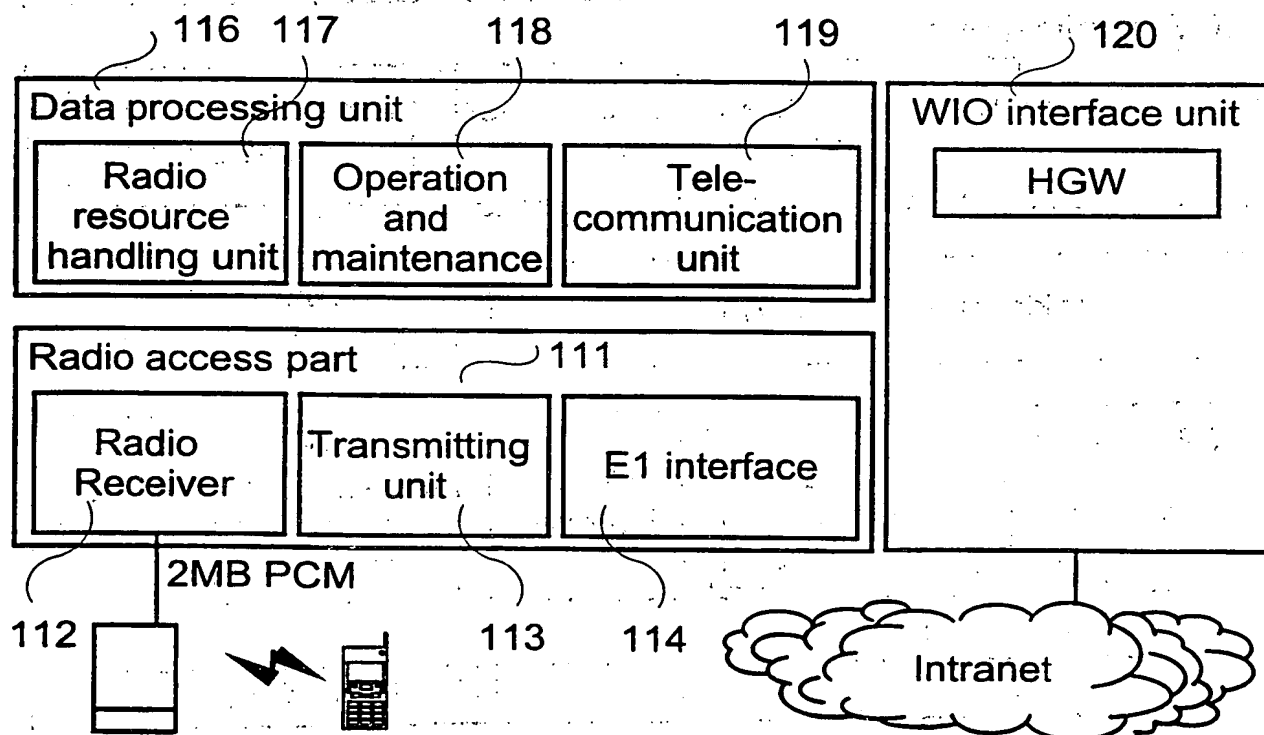 116 117 118 119 120
Data processing unit
Radio
resource
handling unit
Operation
and
maintenance
Tele-
communication
unit
WIO interface unit
HGW
Radio access part
111
Radio
Receiver
Transmitting
unit
E1 interface
2MB PCM
112
113
114
Intranet